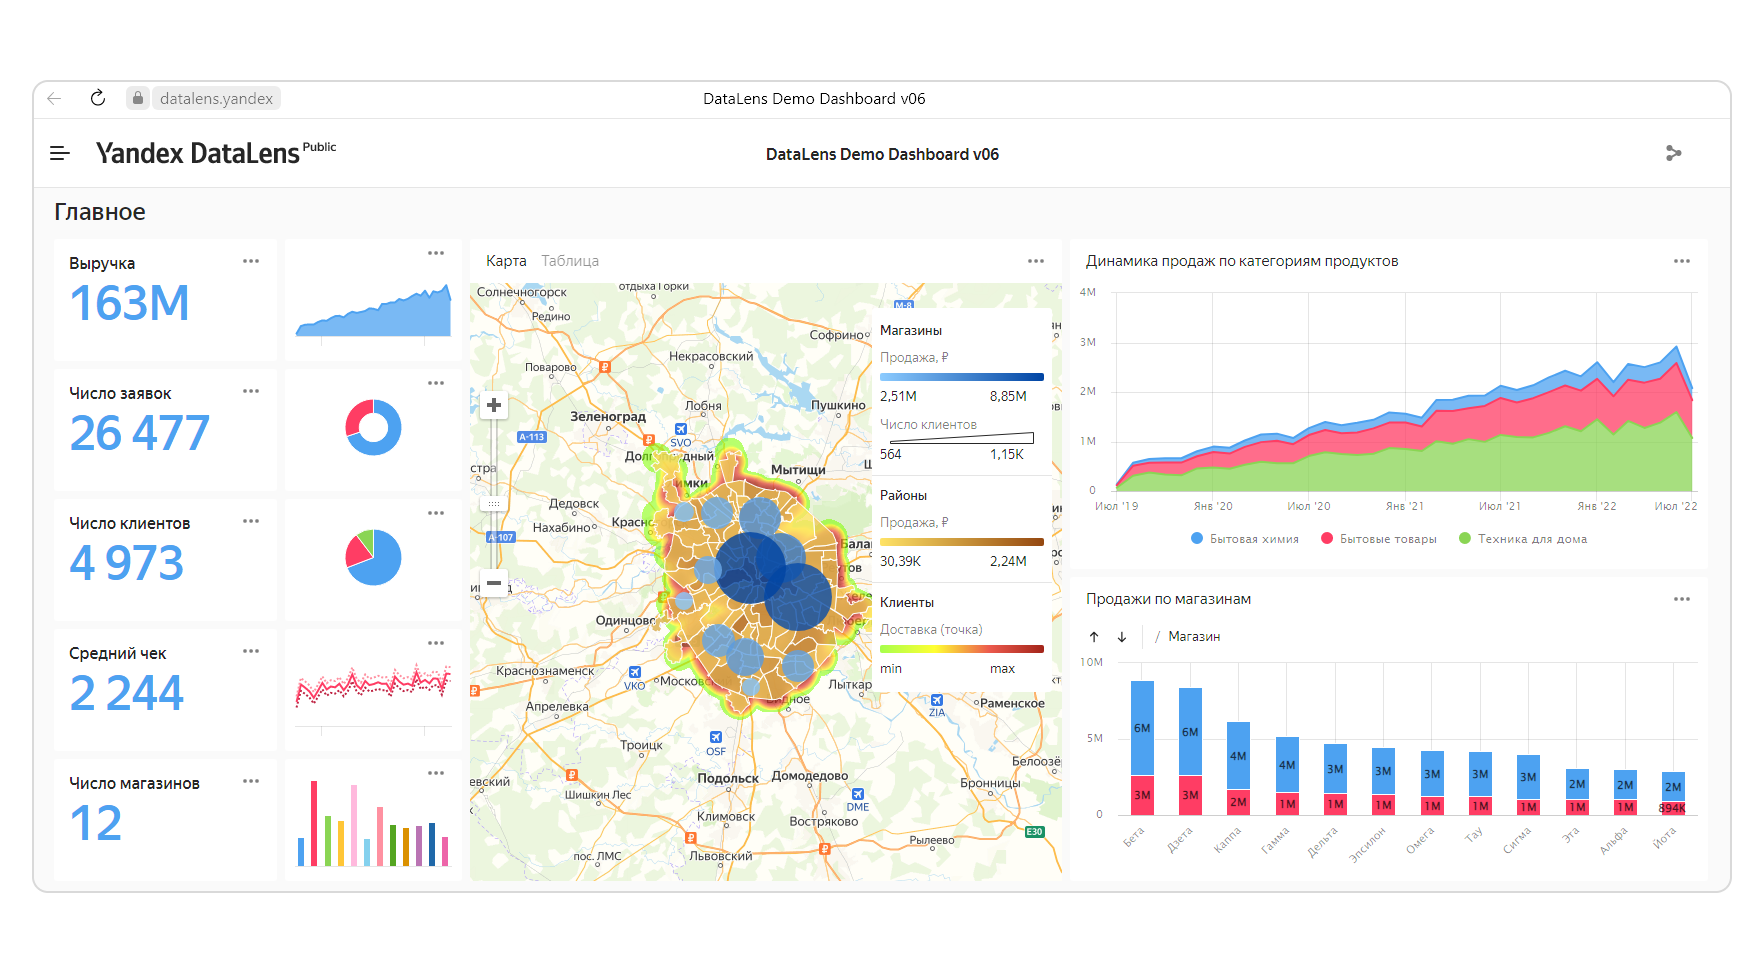 datalens.yandex
DataLens Demo Dashboard v06
Yandex DataLens Public
DataLens Demo Dashboard v06
Главное
Выручка
163M
Число заявок
26 477
Число клиентов
4 973
Средний чек
2 244
Число магазинов
12
Карта
Таблица
Солнечногорск
отдыха Горки
Редино
М-8
Софрино
Некрасовский
Поварово
Лобня
Пушкино
Зеленоград
А-113
SVO
Мытищи
Дедовск
Нахабино
А-107
Одинцово
Краснознаменск
VKO
Апрелевка
Видное
ZIA
Раменское
Троицк
OSF
Подольск
Домодедово
Бронницы
Шишкин Лес
DME
Климовск
Востряково
E30
Рылеево
пос. ЛМС
Львовский
Магазины
Продажа, ₽
2,51M
8,85M
Число клиентов
564
1,15K
Районы
Продажа, ₽
30,39K
2,24M
Клиенты
Доставка (точка)
min
max
Динамика продаж по категориям продуктов
4M
3M
2M
1M
0
Июл '19
Янв '20
Июл '20
Янв '21
Июл '21
Янв '22
Июл '22
Бытовая химия
Бытовые товары
Техника для дома
Продажи по магазинам
/ Магазин
10M
5M
0
6M
6M
4M
4M
3M
3M
3M
3M
3M
2M
2M
2M
3M
3M
2M
1M
1M
1M
1M
1M
1M
1M
1M
894K
Бета
Дзета
Каппа
Гамма
Дельта
Эпсилон
Омега
Тау
Сигма
Эта
Альфа
Йота